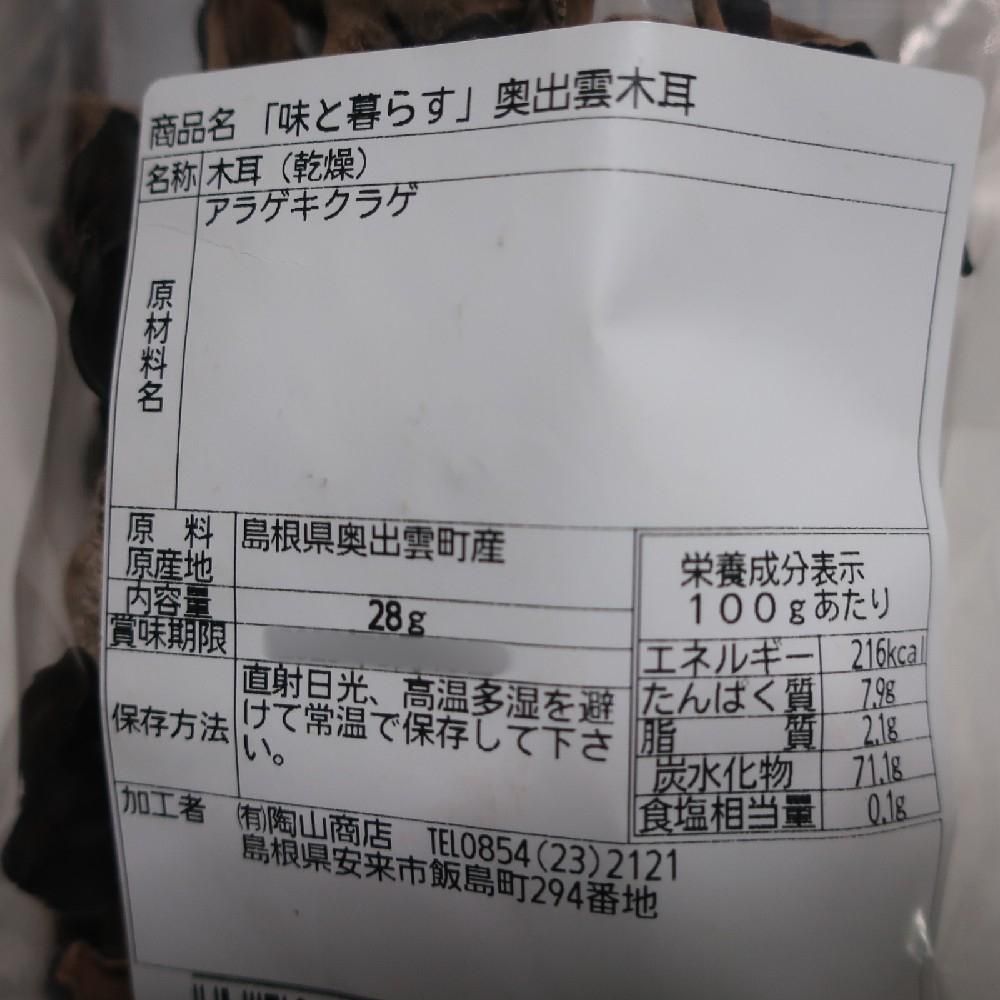 商品名 「味と暮らす」奥出雲木耳
名称 木耳（乾燥）
原材料名 アラゲキクラゲ
原料原産地 島根県奥出雲町産
内容量 28g
賞味期限
保存方法 直射日光、高温多湿を避
けて常温で保存して下さ
い。
栄養成分表示
100gあたり
エネルギー 216kcal
たんぱく質 7.9g
脂質 2.1g
炭水化物 71.1g
食塩相当量 0.1g
加工者 ㈲陶山商店 TEL0854(23)2121
島根県安来市飯島町294番地